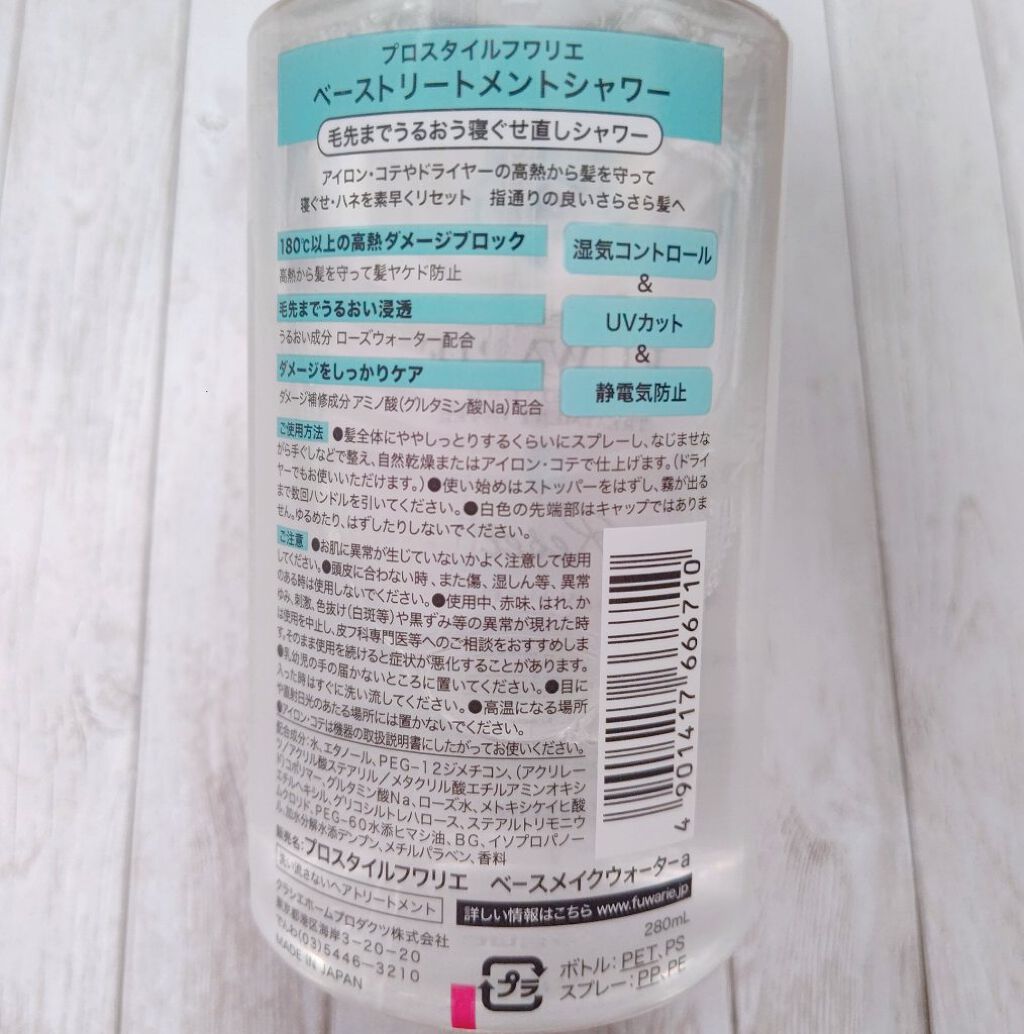 プロスタイルフワリエ
ベーストリートメントシャワー
毛先までうるおう寝ぐせ直しシャワー
アイロン・コテやドライヤーの高熱から髪を守って
寝ぐせ・ハネを素早くリセット 指通りの良いさらさら髪へ
180℃以上の高熱ダメージブロック
高熱から髪を守って髪ヤケド防止
毛先までうるおい浸透
うるおい成分 ローズウォーター配合
ダメージをしっかりケア
ダメージ補修成分アミノ酸(グルタミン酸Na)配合
湿気コントロール
&
UVカット
&
静電気防止
ご使用方法 ●髪全体にややしっとりするくらいにスプレーし、なじませな
がら手ぐしなどで整え、自然乾燥またはアイロン・コテで仕上げます。(ドライ
ヤーでもお使いいただけます。)●使い始めはストッパーをはずし、霧が出る
まで数回ハンドルを引いてください。●白色の先端部はキャップではありま
せん。ゆるめたり、はずしたりしないでください。
ご注意 ●お肌に異常が生じていないかよく注意して使用
してください。●頭皮に合わない時、また傷、湿しん等、異常
のある時は使用しないでください。●使用中、赤味、はれ、か
ゆみ、刺激、色抜け(白斑等)や黒ずみ等の異常が現れた時
は使用を中止し、皮フ科専門医等へのご相談をおすすめしま
す。そのまま使用を続けると症状が悪化することがあります。
●乳幼児の手の届かないところに置いてください。●目に
入った時はすぐに洗い流してください。●高温になる場所
や直射日光のあたる場所には置かないでください。
●アイロン・コテは機器の取扱説明書にしたがってお使いください。
配合成分:水、エタノール、PEG-12ジメチコン、(アクリレー
ツ/アクリル酸ステアリル/メタクリル酸エチルアミンオキシ
ド)コポリマー、グルタミン酸Na、ローズ水、メトキシケイヒ酸
エチルヘキシル、グリコシルトレハロース、ステアルトリモニウ
ムクロリド、PEG-60水添ヒマシ油、BG、イソプロパノー
ル、加水分解水添デンプン、メチルパラベン、香料
販売名:プロスタイルフワリエ ベースメイクウォーターa
洗い流さないヘアトリートメント
詳しい情報はこちら www.fuwarie.jp
クラシエホームプロダクツ株式会社
東京都港区海岸3-20-20
でんわ(03)5446-3210
MADE IN JAPAN
280mL
プラ
ボトル:PET、PS
スプレー:PP、PE
4 901417 666710